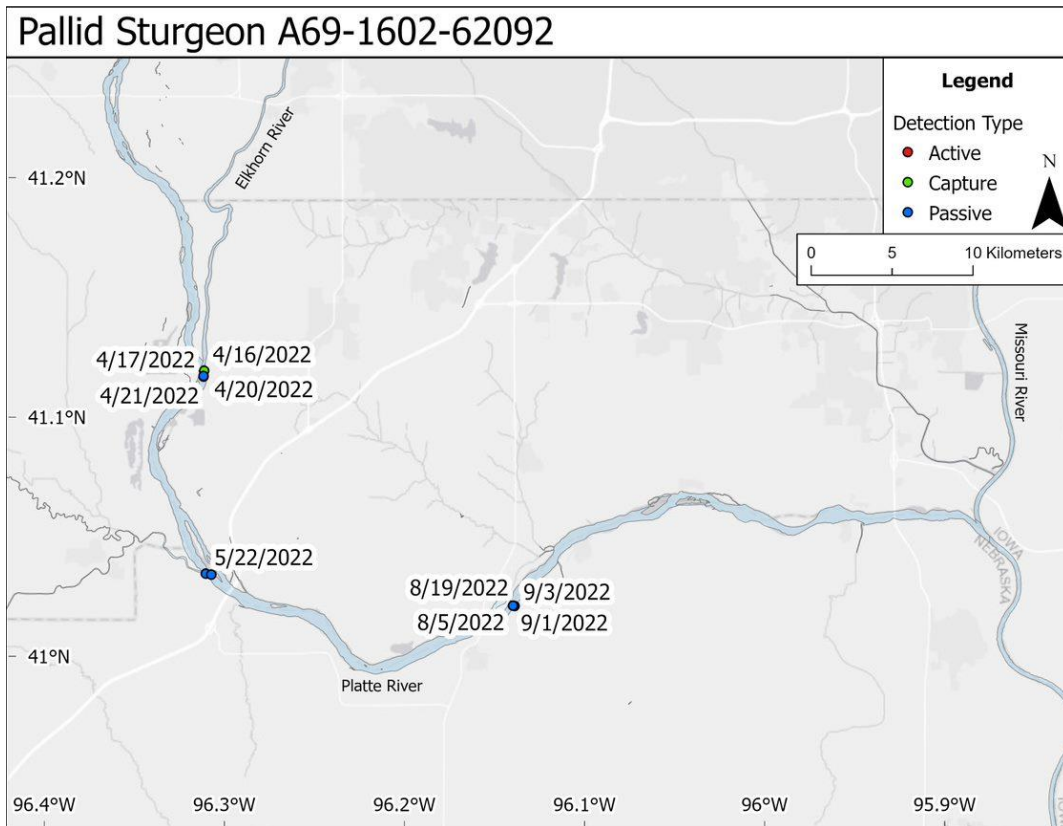 Pallid Sturgeon A69-1602-62092
Legend
Detection Type
Active
Capture
Passive
N
0 5 10 Kilometers
Elkhorn River
41.2°N
Missouri River
4/17/2022 4/16/2022
4/21/2022 4/20/2022
41.1°N
IOWA
NEBRASKA
5/22/2022
8/19/2022 9/3/2022
8/5/2022 9/1/2022
41°N
Platte River
96.4°W 96.3°W 96.2°W 96.1°W 96°W 95.9°W